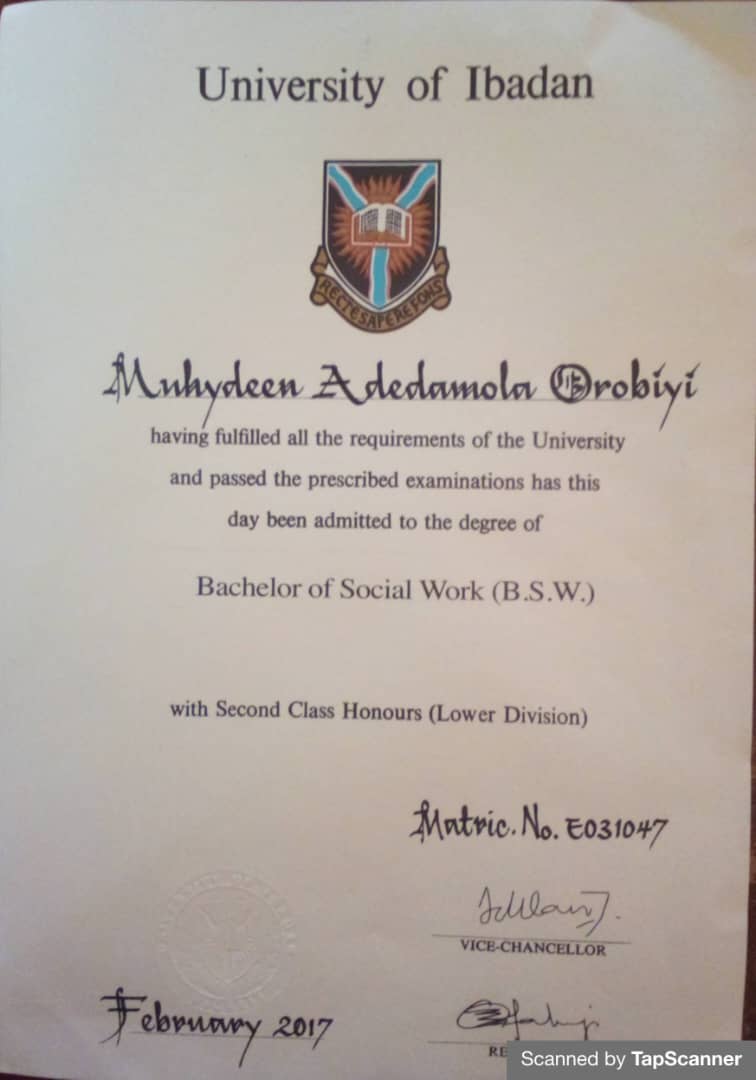 University of Ibadan
RECTE SAPERE FONS
Muhydeen Adedamola Orobiyi
having fulfilled all the requirements of the University
and passed the prescribed examinations has this
day been admitted to the degree of
Bachelor of Social Work (B.S.W.)
with Second Class Honours (Lower Division)
Matric. No. E031047
VICE-CHANCELLOR
February 2017
RE
Scanned by TapScanner